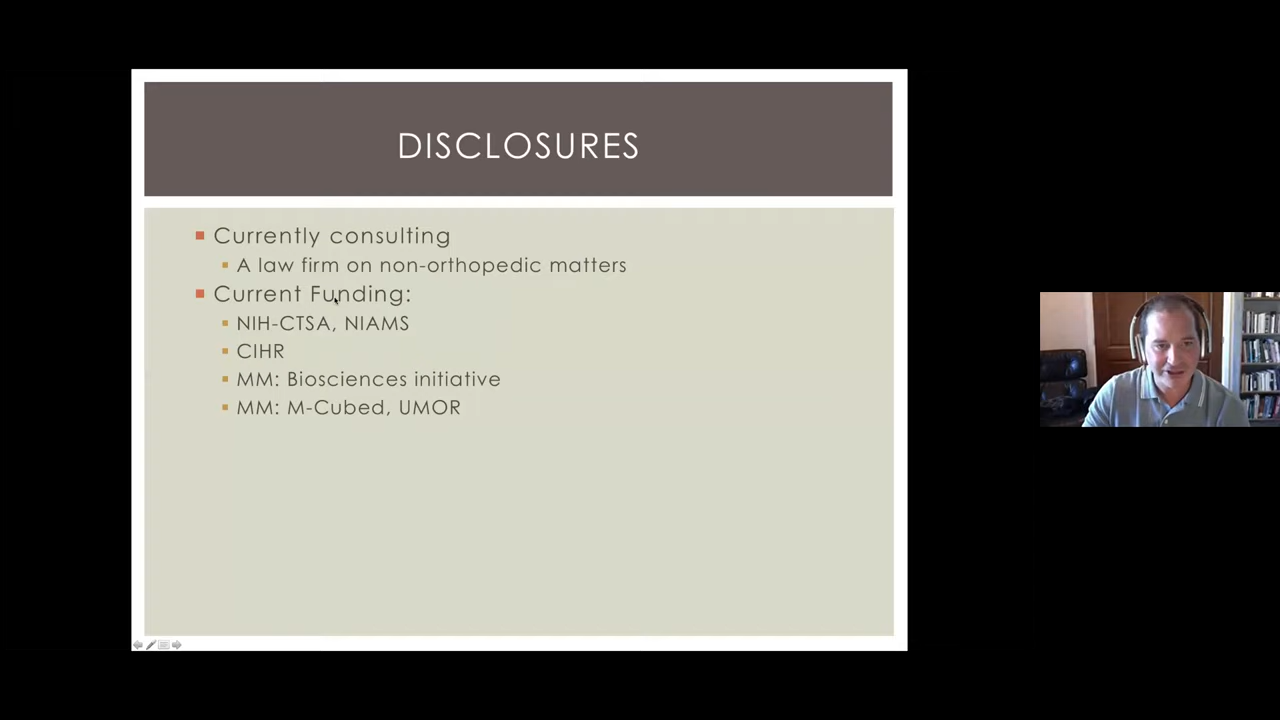 DISCLOSURES
Currently consulting
A law firm on non-orthopedic matters
Current Funding:
NIH-CTSA, NIAMS
CIHR
MM: Biosciences initiative
MM: M-Cubed, UMOR